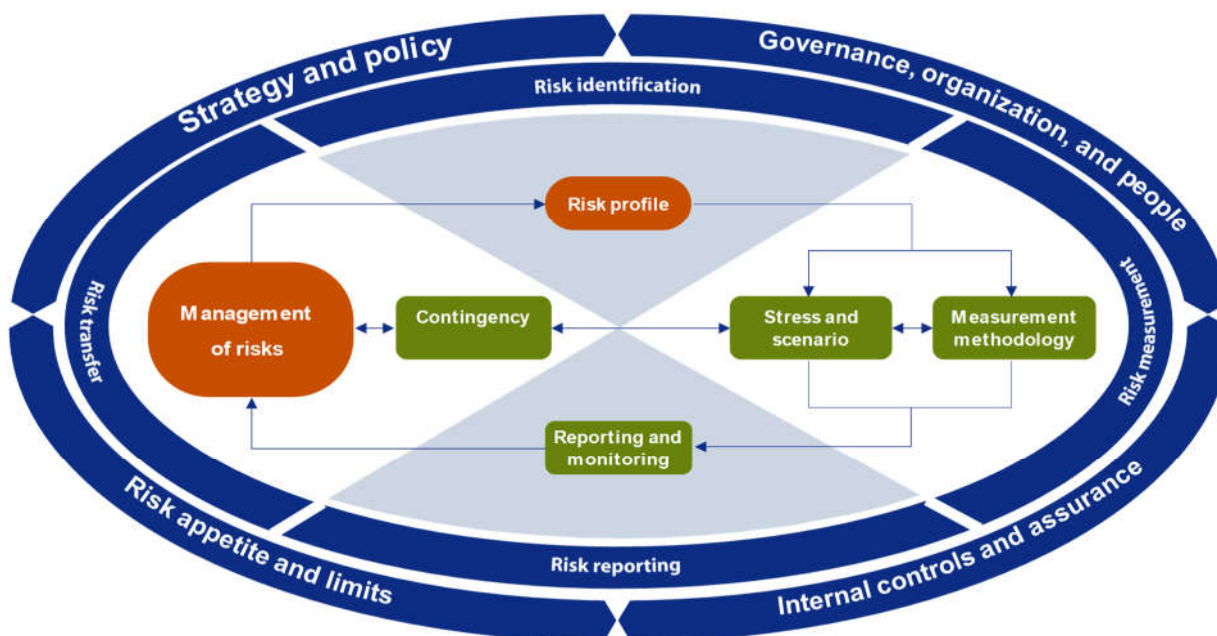 Strategy and policy
Governance, organization, and people
Risk identification
Risk profile
Risk transfer
Management
of risks
Contingency
Stress and
scenario
Measurement
methodology
Risk measurement
Reporting and
monitoring
Risk appetite and limits
Risk reporting
Internal controls and assurance